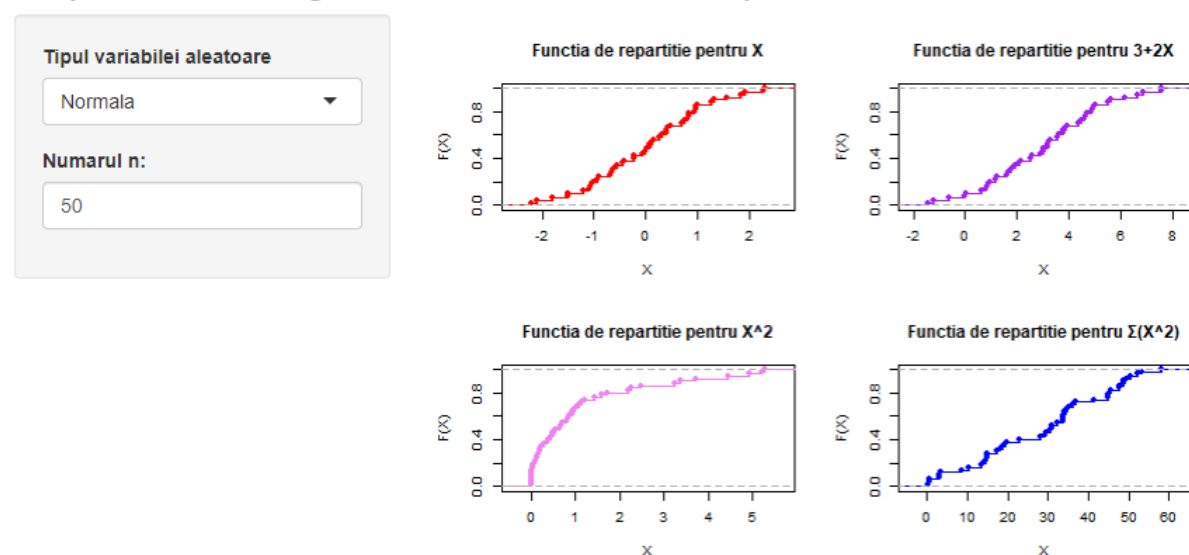 Tipul variabilei aleatoare
Normala
Numarul n:
50
Functia de repartitie pentru X
F(X)
0.0 0.4 0.8
-2 -1 0 1 2
X
Functia de repartitie pentru 3+2X
F(X)
0.0 0.4 0.8
-2 0 2 4 6 8
X
Functia de repartitie pentru X^2
F(X)
0.0 0.4 0.8
0 1 2 3 4 5
X
Functia de repartitie pentru Σ(X^2)
F(X)
0.0 0.4 0.8
0 10 20 30 40 50 60
X